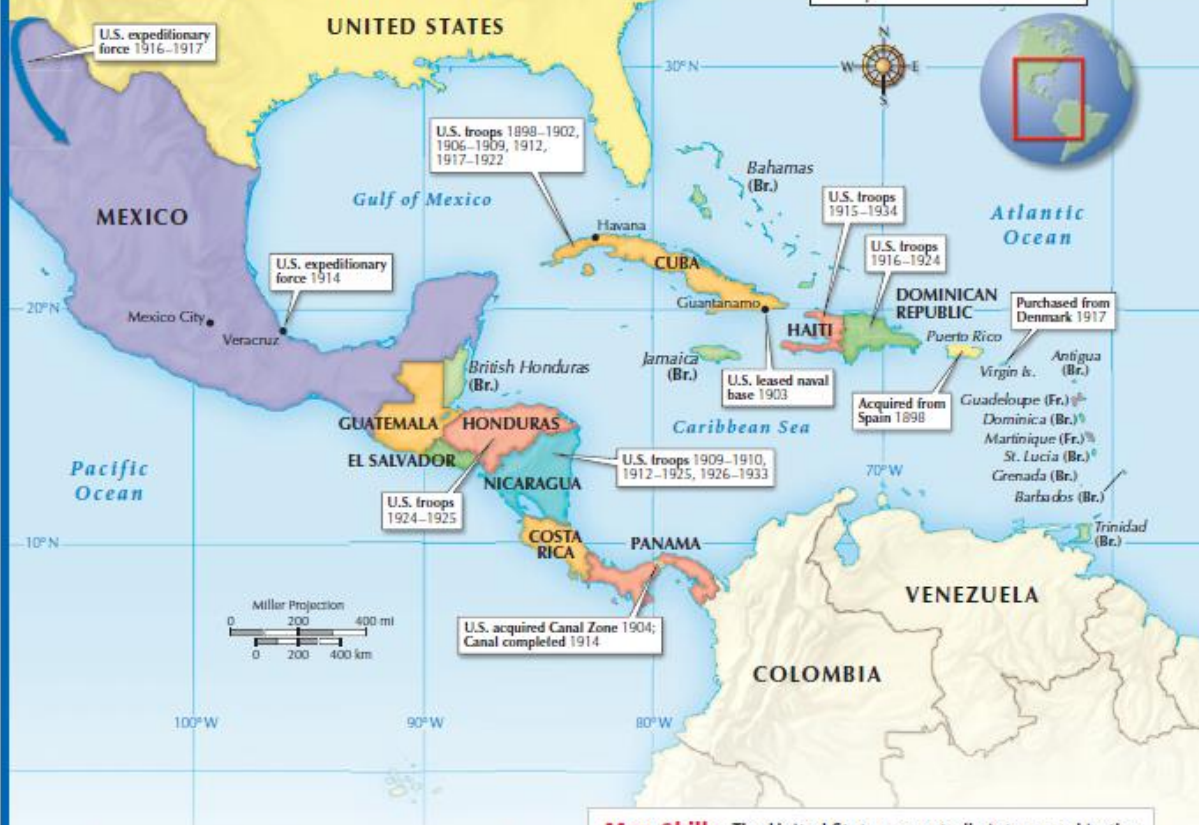 U.S. expeditionary
force 1916–1917
UNITED STATES
N
W
E
S
30°N
U.S. troops 1898–1902,
1906–1909, 1912,
1917–1922
Bahamas
(Br.)
Gulf of Mexico
MEXICO
U.S. troops
1915–1934
Atlantic
Ocean
Havana
U.S. troops
1916–1924
CUBA
U.S. expeditionary
force 1914
20°N
Mexico City
Veracruz
Guantanamo
HAITI
DOMINICAN
REPUBLIC
Purchased from
Denmark 1917
Puerto Rico
Virgin Is.
Antigua
(Br.)
Jamaica
(Br.)
British Honduras
(Br.)
U.S. leased naval
base 1903
Acquired from
Spain 1898
Guadeloupe (Fr.)
Dominica (Br.)
Martinique (Fr.)
St. Lucia (Br.)
Grenada (Br.)
Barbados (Br.)
GUATEMALA
HONDURAS
Caribbean Sea
EL SALVADOR
Pacific
Ocean
NICARAGUA
U.S. troops 1909–1910,
1912–1925, 1926–1933
70°W
U.S. troops
1924–1925
Trinidad
(Br.)
10°N
COSTA
RICA
PANAMA
VENEZUELA
Miller Projection
0 200 400 mi
0 200 400 km
U.S. acquired Canal Zone 1904;
Canal completed 1914
COLOMBIA
100°W
90°W
80°W